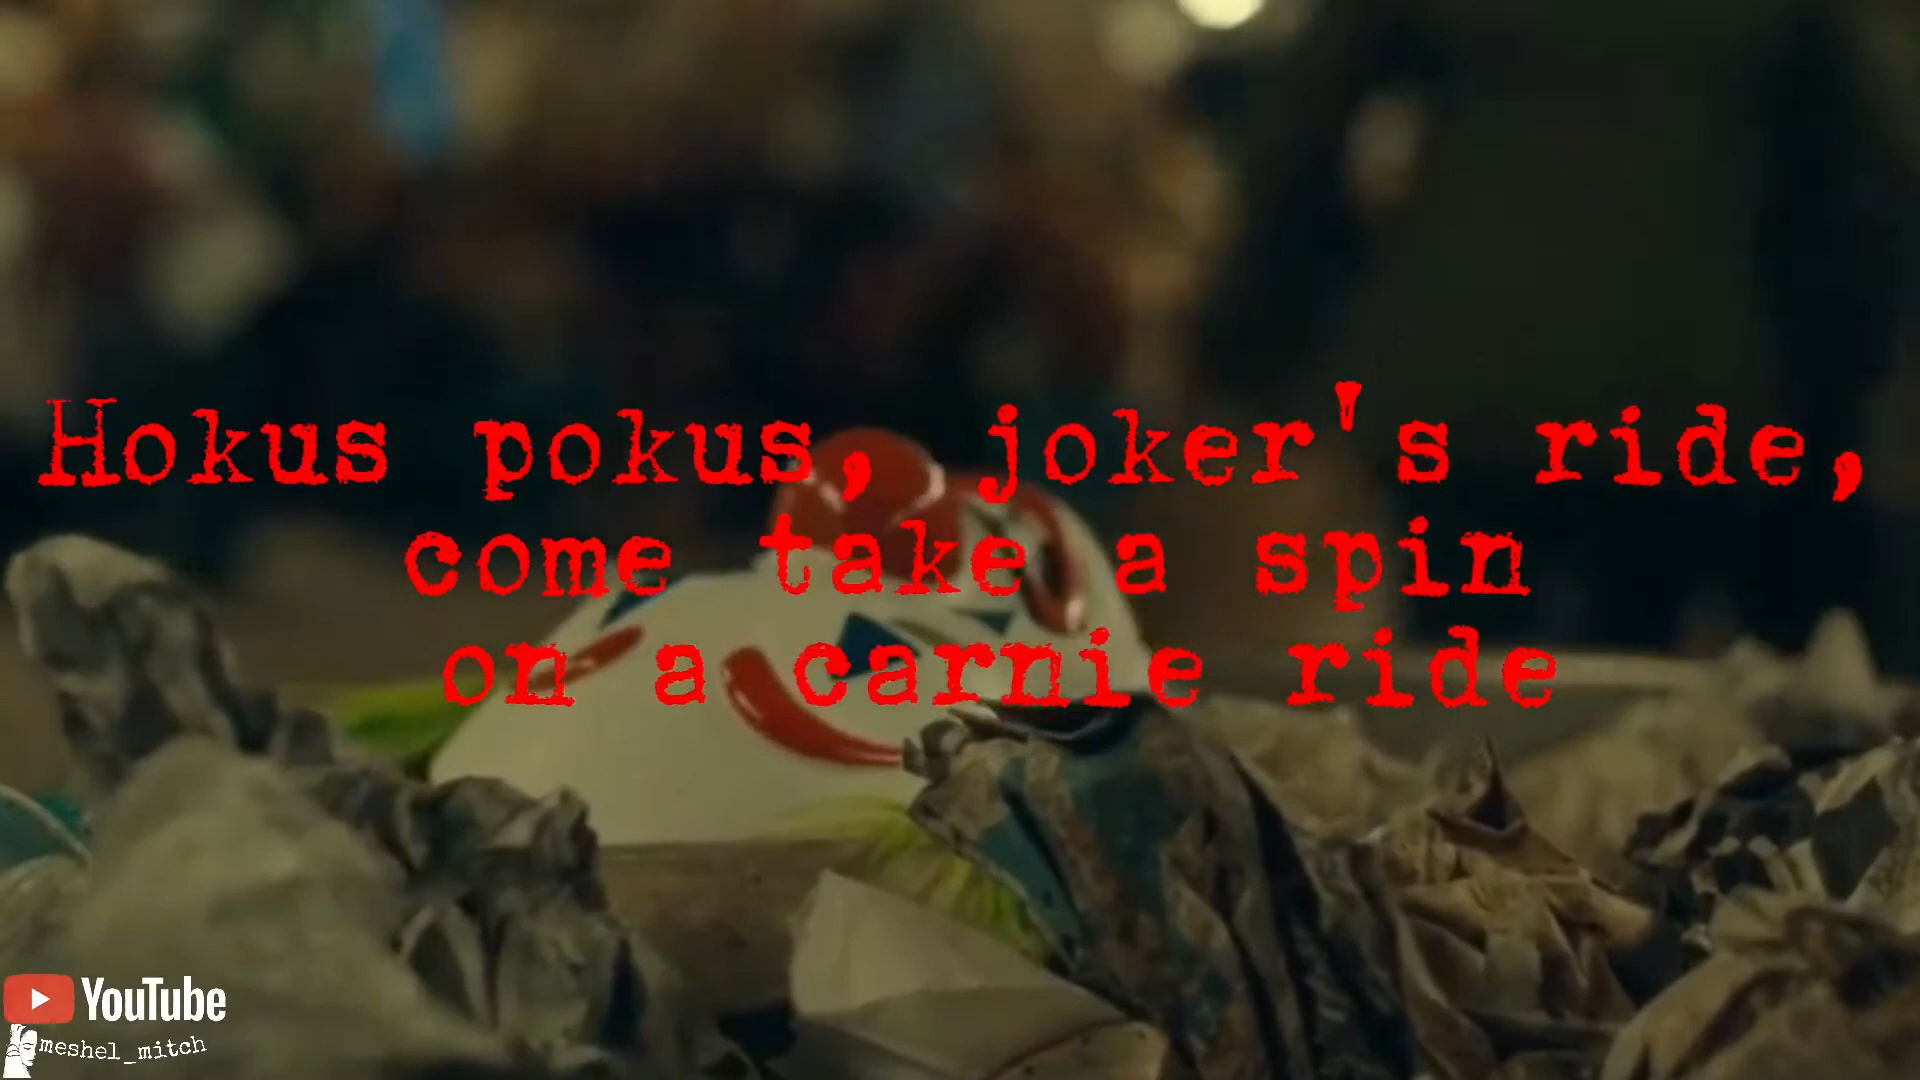 Hokus pokus, joker's ride,
come take a spin
on a carnie ride
YouTube
meshel_mitch